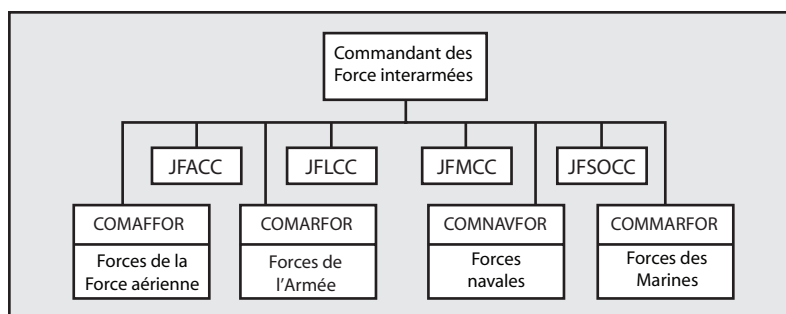 Commandant des
Force interarmées
JFACC
JFLCC
JFMCC
JFSOCC
COMAFFOR
Forces de la
Force aérienne
COMARFOR
Forces de
l'Armée
COMNAVFOR
Forces
navales
COMMARFOR
Forces des
Marines